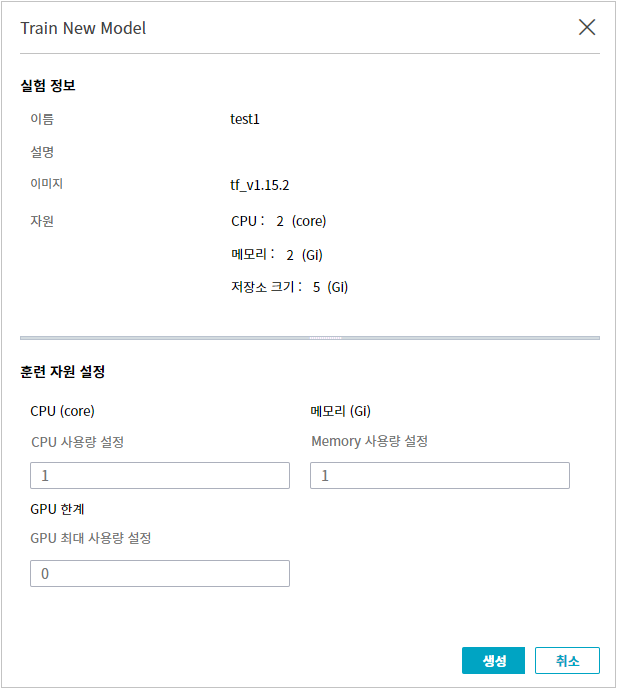 Train New Model
실험 정보
이름 test1
설명
이미지 tf_v1.15.2
자원 CPU : 2 (core)
메모리 : 2 (Gi)
저장소 크기 : 5 (Gi)
훈련 자원 설정
CPU (core) 메모리 (Gi)
CPU 사용량 설정 Memory 사용량 설정
1 1
GPU 한계
GPU 최대 사용량 설정
0
생성 취소